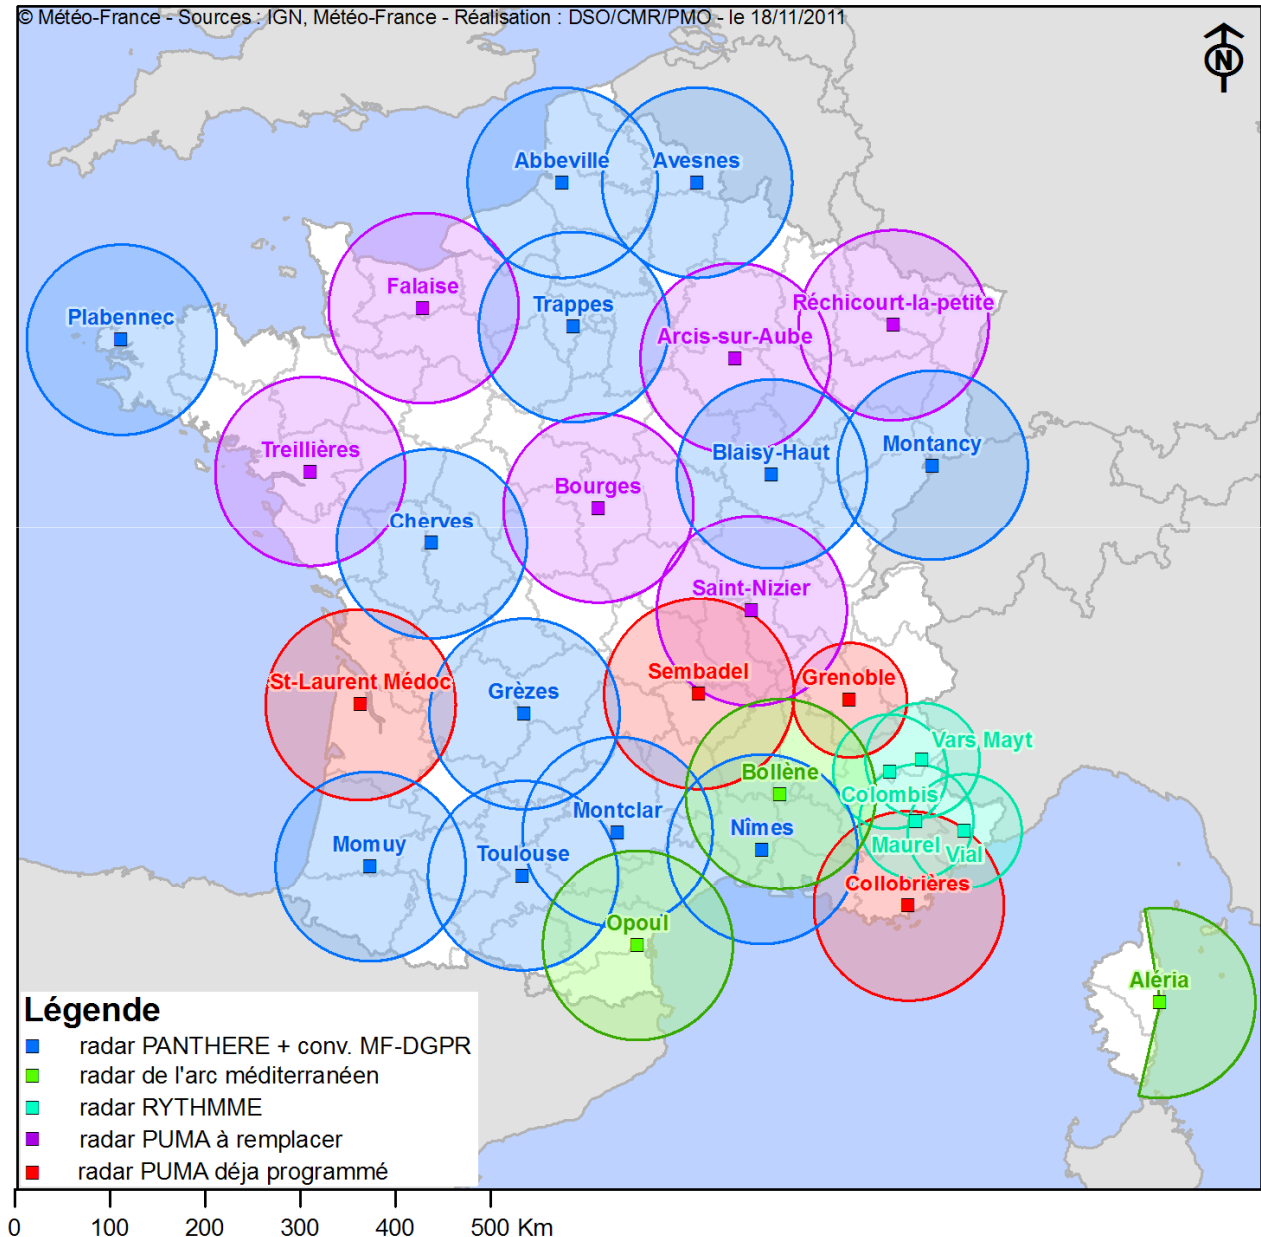 © Météo-France - Sources : IGN, Météo-France - Réalisation : DSO/CMR/PMO - le 18/11/2011
N
Abbeville
Avesnes
Falaise
Trappes
Réchicourt-la-petite
Plabennec
Arcis-sur-Aube
Treillières
Blaisy-Haut
Montancy
Bourges
Cherves
Saint-Nizier
St-Laurent Médoc
Grèzes
Sembadel
Grenoble
Vars Mayt
Bollène
Colombis
Montclar
Nîmes
Momuy
Toulouse
Maurel
Vial
Collobrières
Opoul
Aléria
Légende
radar PANTHERE + conv. MF-DGPR
radar de l'arc méditerranéen
radar RYTHMME
radar PUMA à remplacer
radar PUMA déja programmé
0 100 200 300 400 500 Km